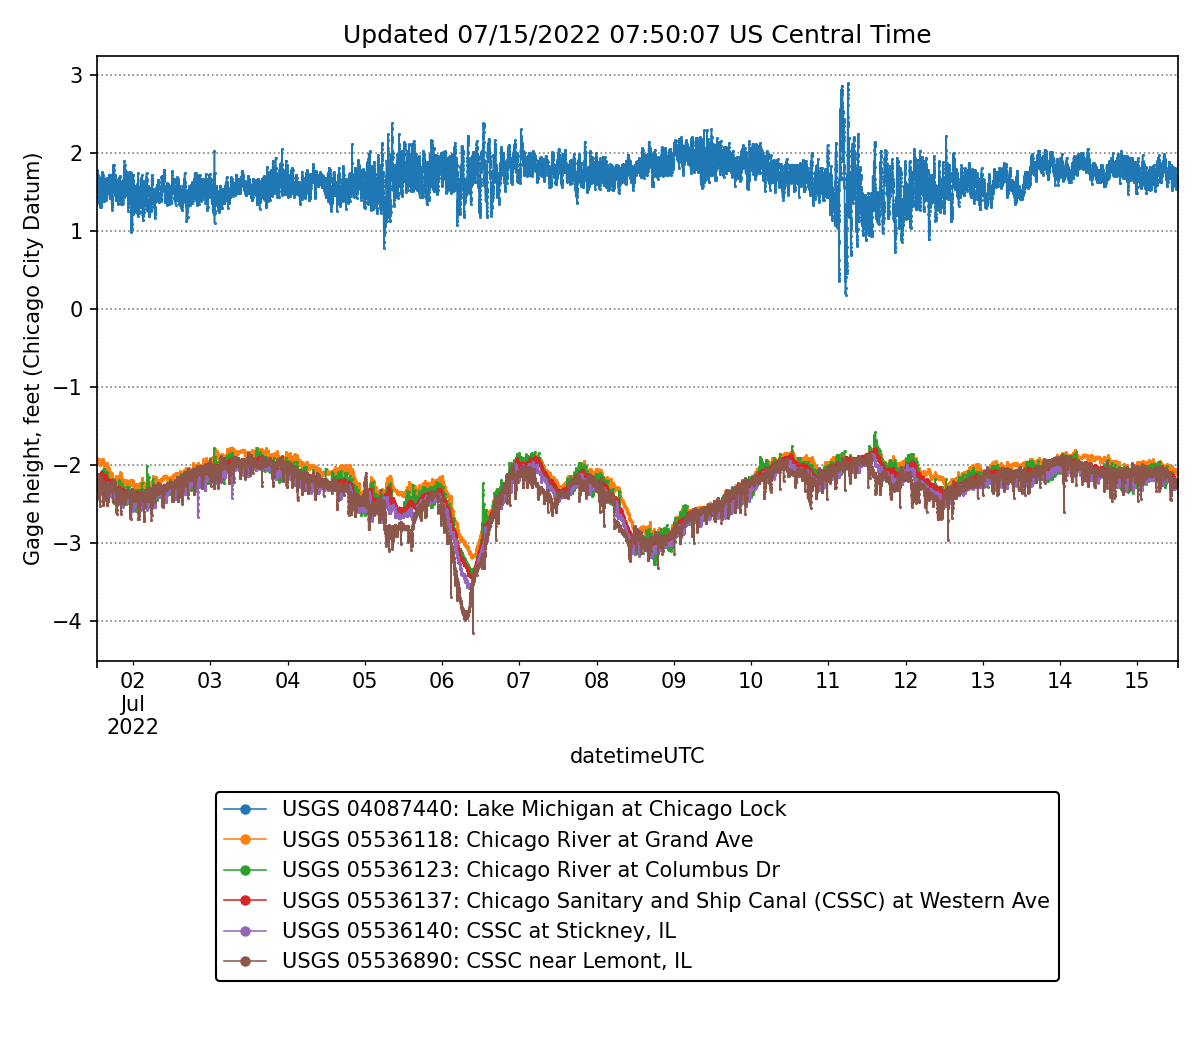 Updated 07/15/2022 07:50:07 US Central Time
Gage height, feet (Chicago City Datum)
3
2
1
0
−1
−2
−3
−4
02 03 04 05 06 07 08 09 10 11 12 13 14 15
Jul
2022
datetimeUTC
USGS 04087440: Lake Michigan at Chicago Lock
USGS 05536118: Chicago River at Grand Ave
USGS 05536123: Chicago River at Columbus Dr
USGS 05536137: Chicago Sanitary and Ship Canal (CSSC) at Western Ave
USGS 05536140: CSSC at Stickney, IL
USGS 05536890: CSSC near Lemont, IL